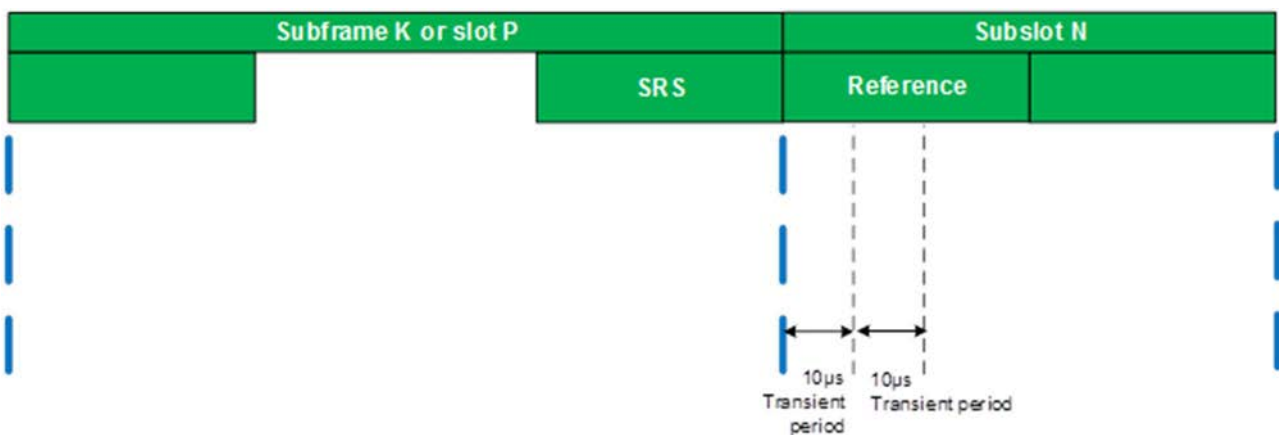 Subframe K or slot P
Subslot N
SRS
Reference
10µs
Transient
period
10µs
Transient period